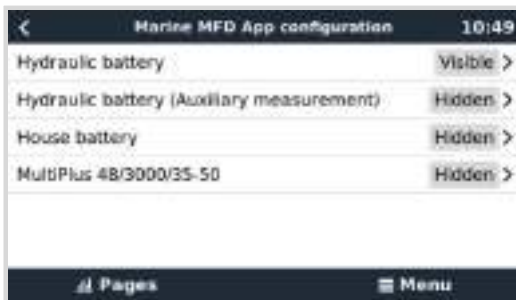 Marine MFD App configuration 10:49
Hydraulic battery Visible >
Hydraulic battery (Auxiliary measurement) Hidden >
House battery Hidden >
MultiPlus 48/3000/35-50 Hidden >
Pages Menu